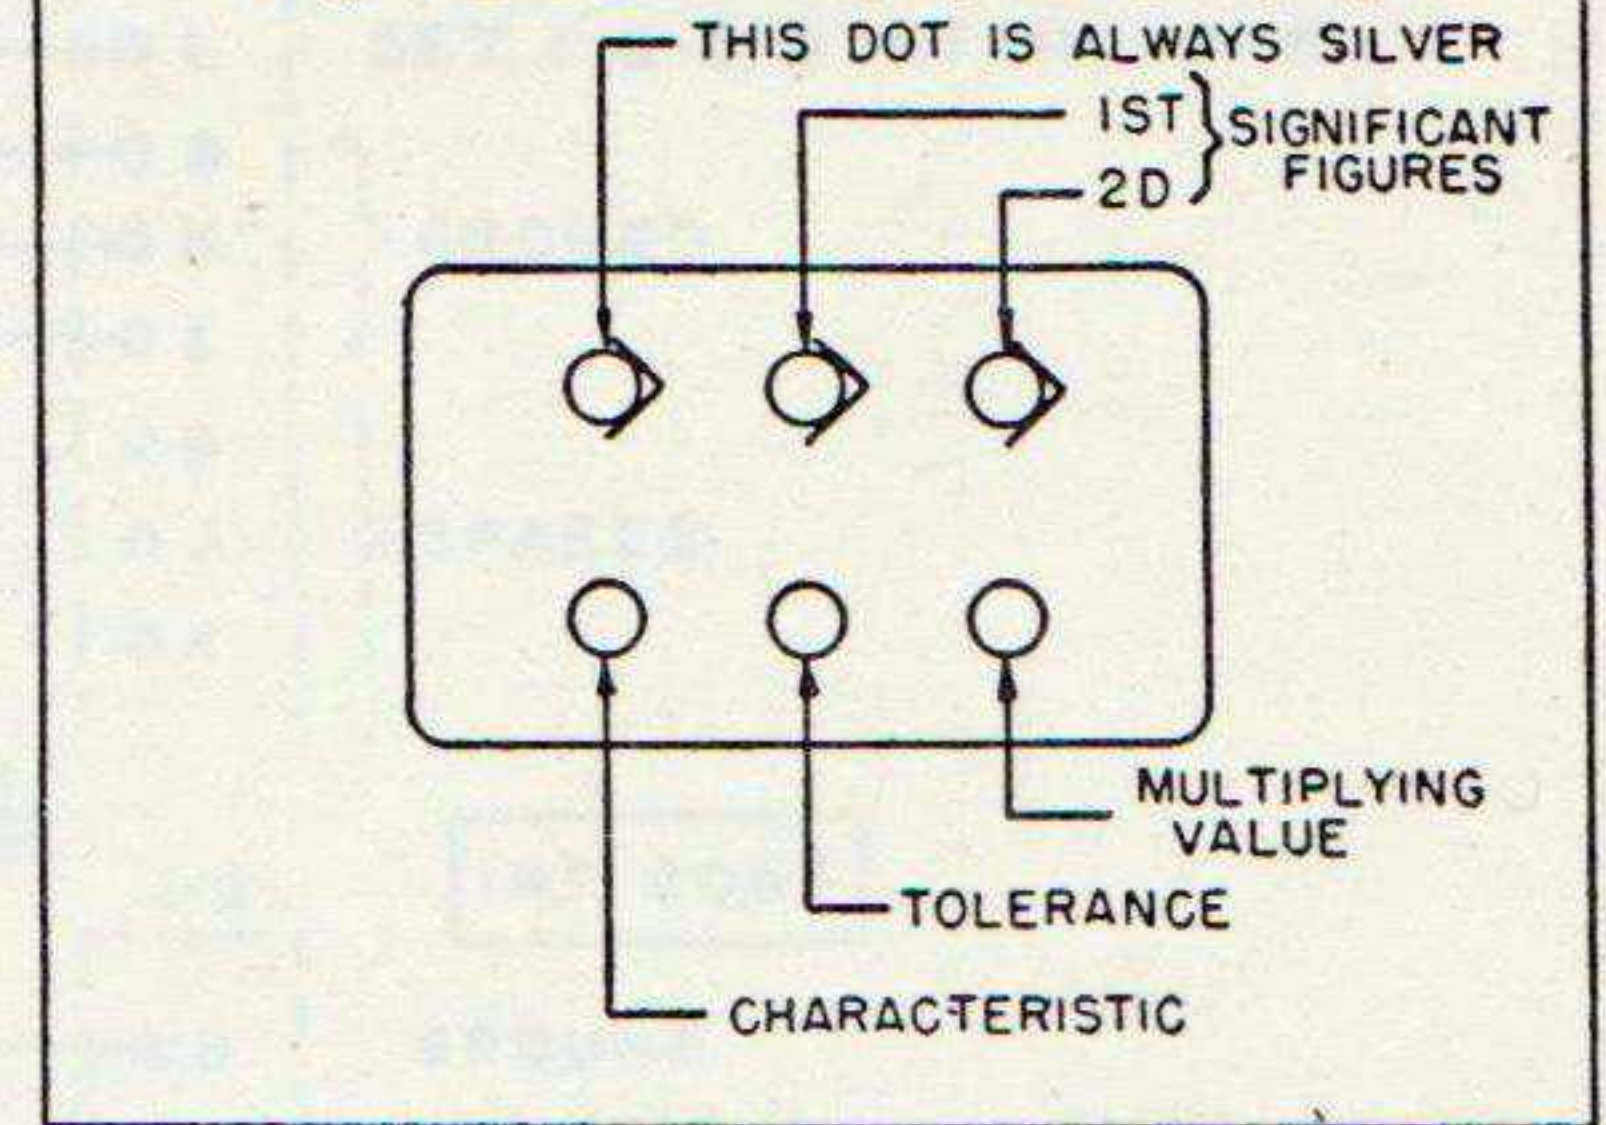 THIS DOT IS ALWAYS SILVER
1ST
SIGNIFICANT
FIGURES
2D
MULTIPLYING
VALUE
TOLERANCE
CHARACTERISTIC